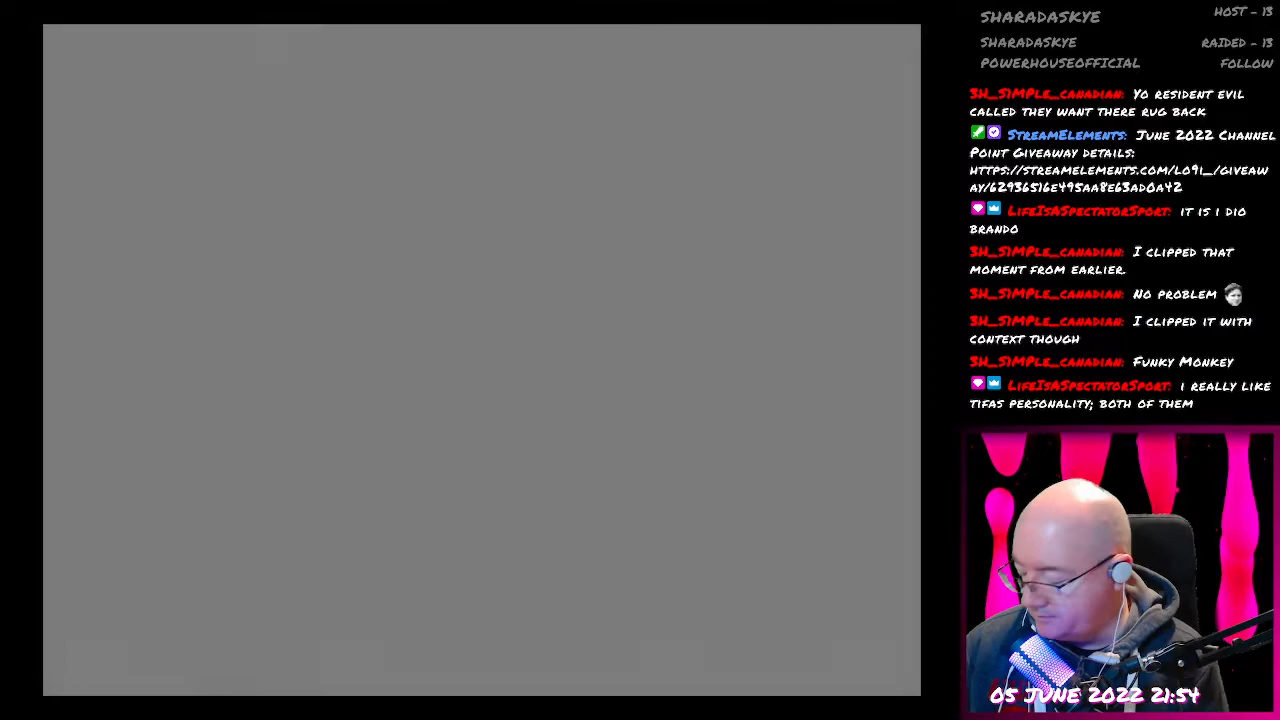 SHARADASKYE HOST - 13
SHARADASKYE RAIDED - 13
POWERHOUSEOFFICIAL FOLLOW
3H_SIMPLE_CANADIAN: YO RESIDENT EVIL
CALLED THEY WANT THERE RUG BACK
STREAMELEMENTS: JUNE 2022 CHANNEL
POINT GIVEAWAY DETAILS:
HTTPS://STREAMELEMENTS.COM/LO9I_/GIVEAW
AY/62936516E495AA8E63AD0A42
LIFEISASPECTATORSPORT: IT IS I DIO
BRANDO
3H_SIMPLE_CANADIAN: I CLIPPED THAT
MOMENT FROM EARLIER.
3H_SIMPLE_CANADIAN: NO PROBLEM
3H_SIMPLE_CANADIAN: I CLIPPED IT WITH
CONTEXT THOUGH
3H_SIMPLE_CANADIAN: FUNKY MONKEY
LIFEISASPECTATORSPORT: I REALLY LIKE
TIFAS PERSONALITY; BOTH OF THEM
05 JUNE 2022 21:54